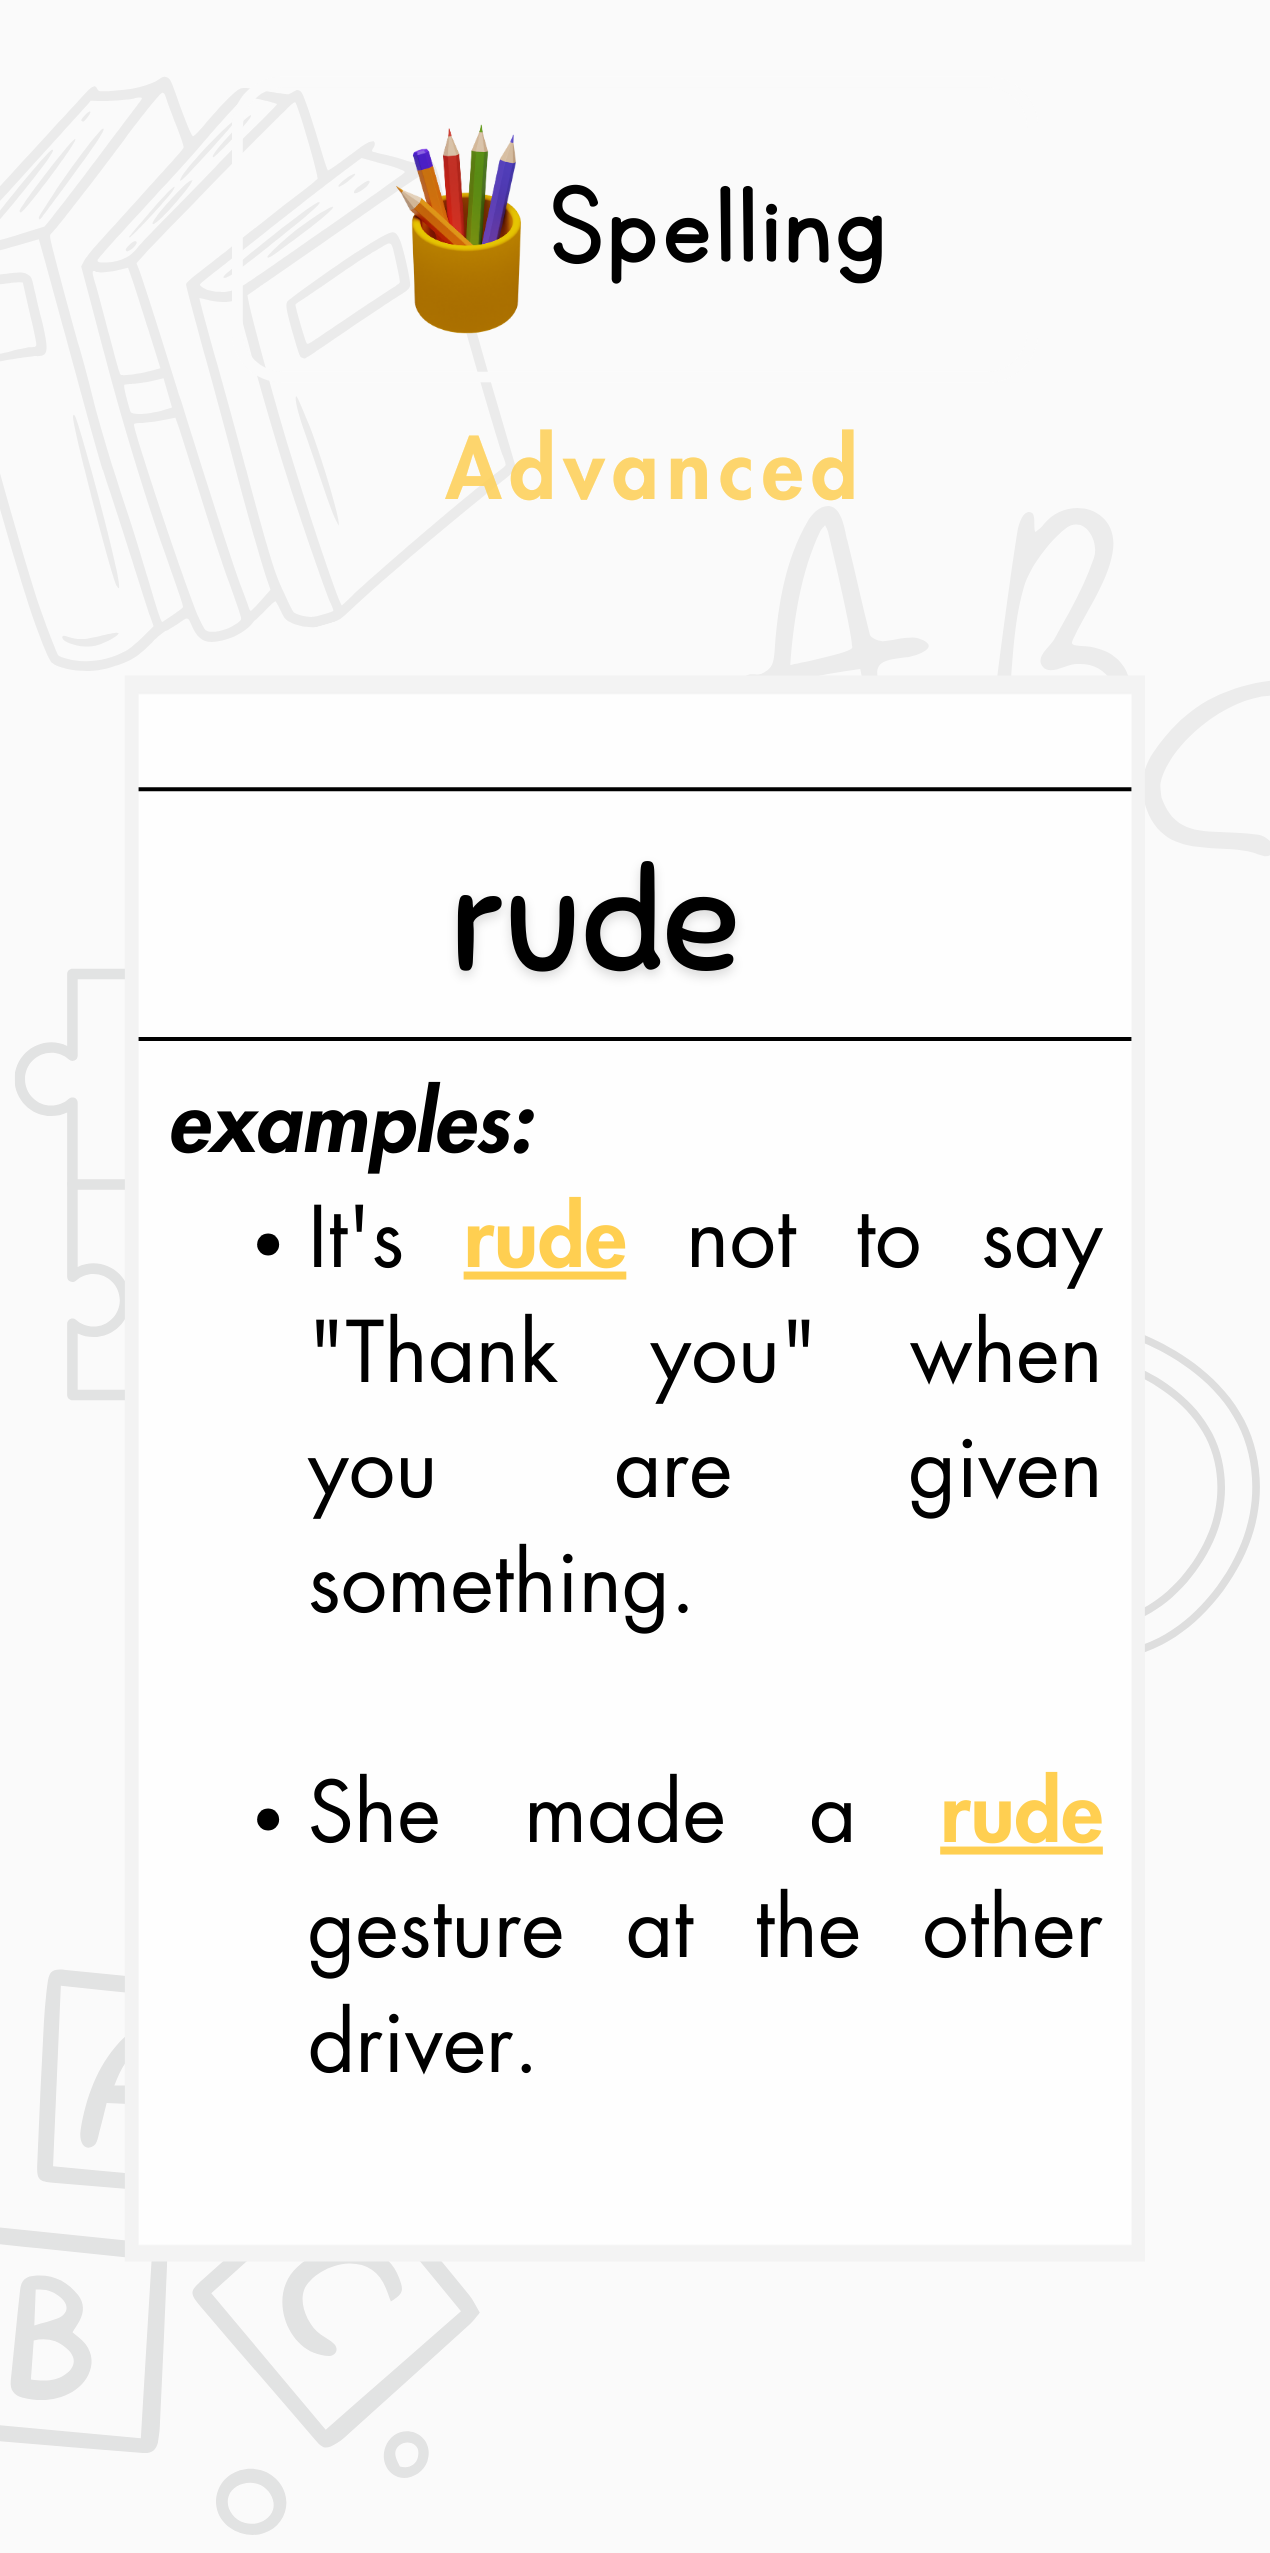 Spelling
Advanced
A B
rude
examples:
• It's rude not to say
"Thank you" when
you are given
something.
• She made a rude
gesture at the other
driver.
A
B
C